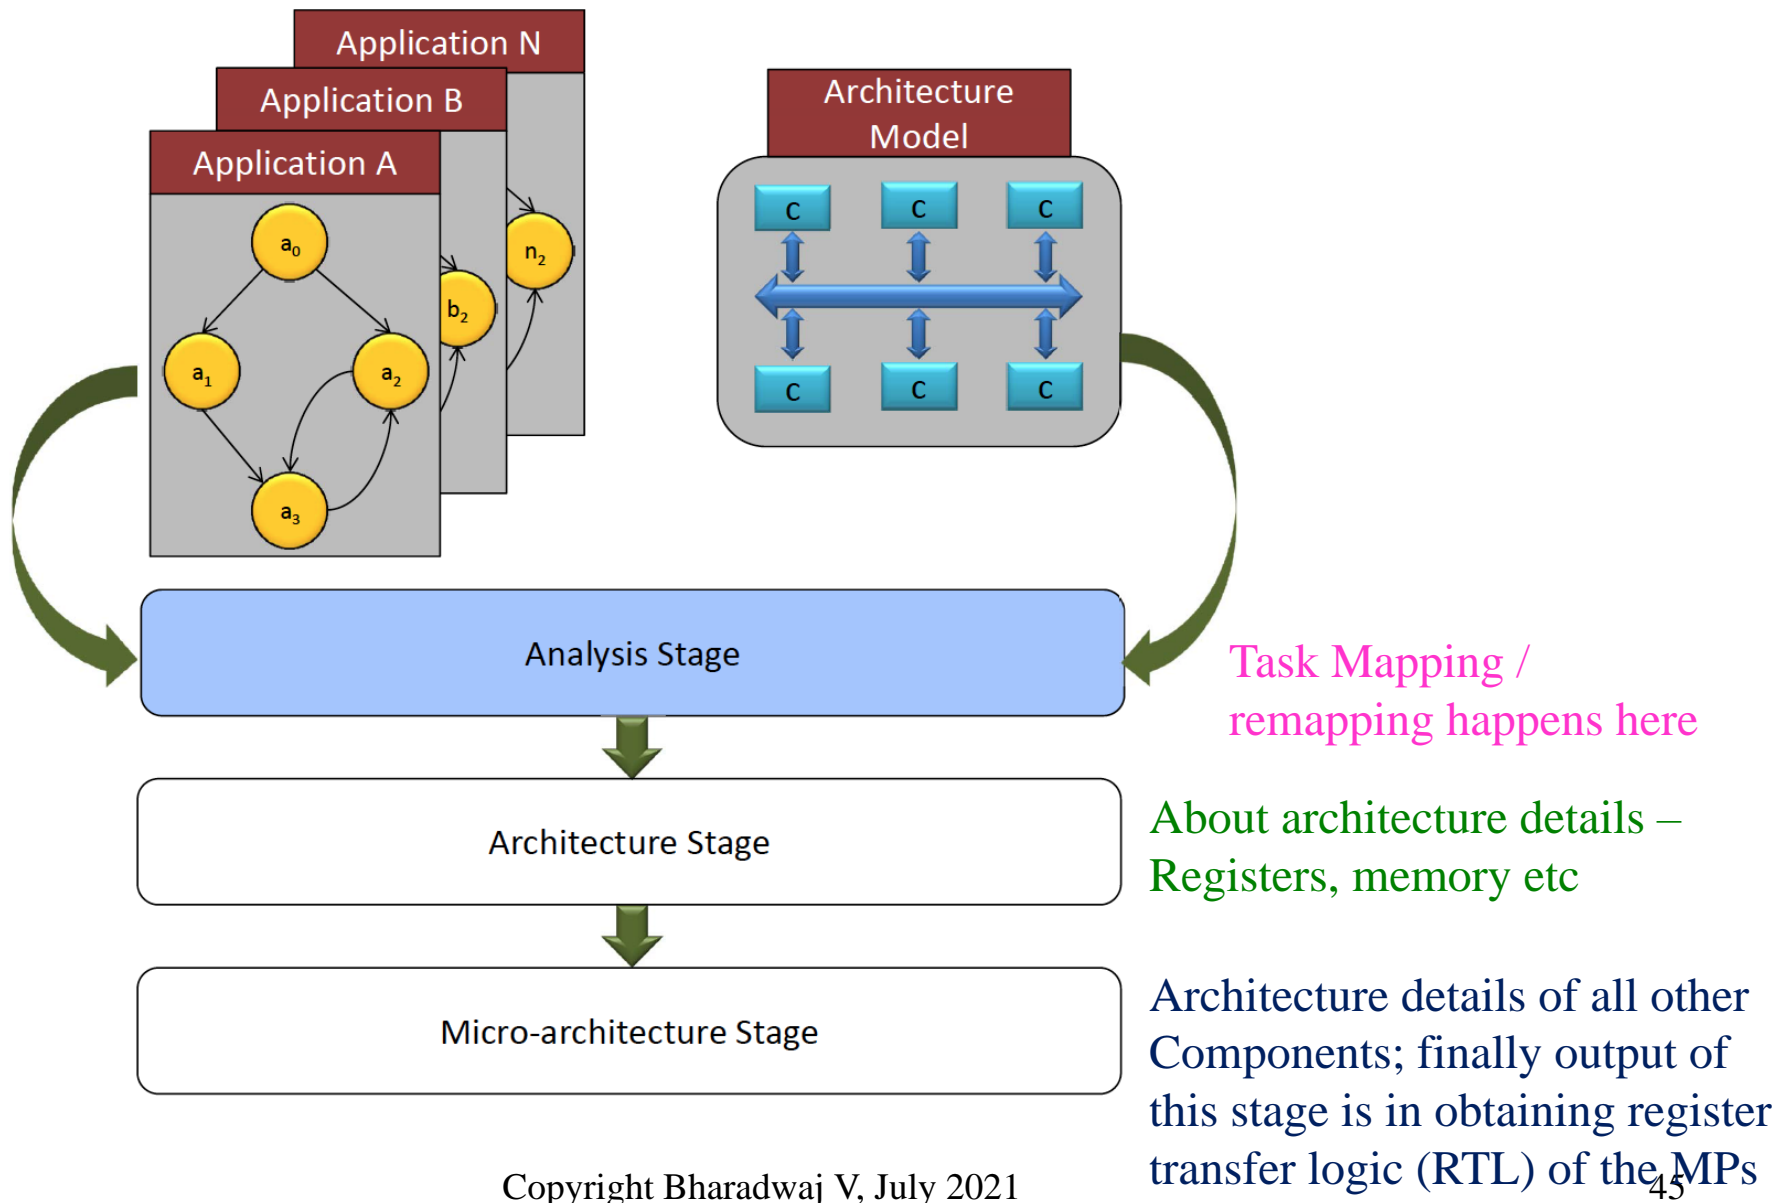 Application N
Application B
Application A
a0
a1
a2
a3
b2
n2
Architecture
Model
C
C
C
C
C
C
Analysis Stage
Task Mapping /
remapping happens here
Architecture Stage
About architecture details –
Registers, memory etc
Micro-architecture Stage
Architecture details of all other
Components; finally output of
this stage is in obtaining register
transfer logic (RTL) of the MPs
Copyright Bharadwaj V, July 2021
45